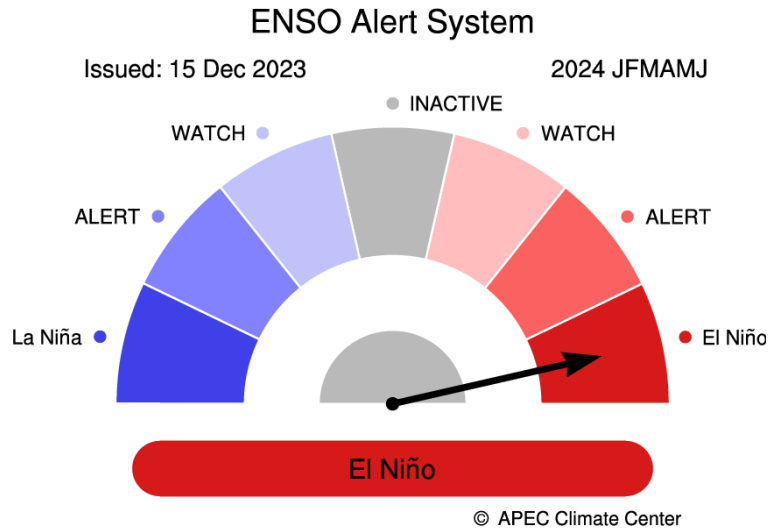 ENSO Alert System
Issued: 15 Dec 2023
2024 JFMAMJ
INACTIVE
WATCH
WATCH
ALERT
ALERT
La Niña
El Niño
El Niño
© APEC Climate Center